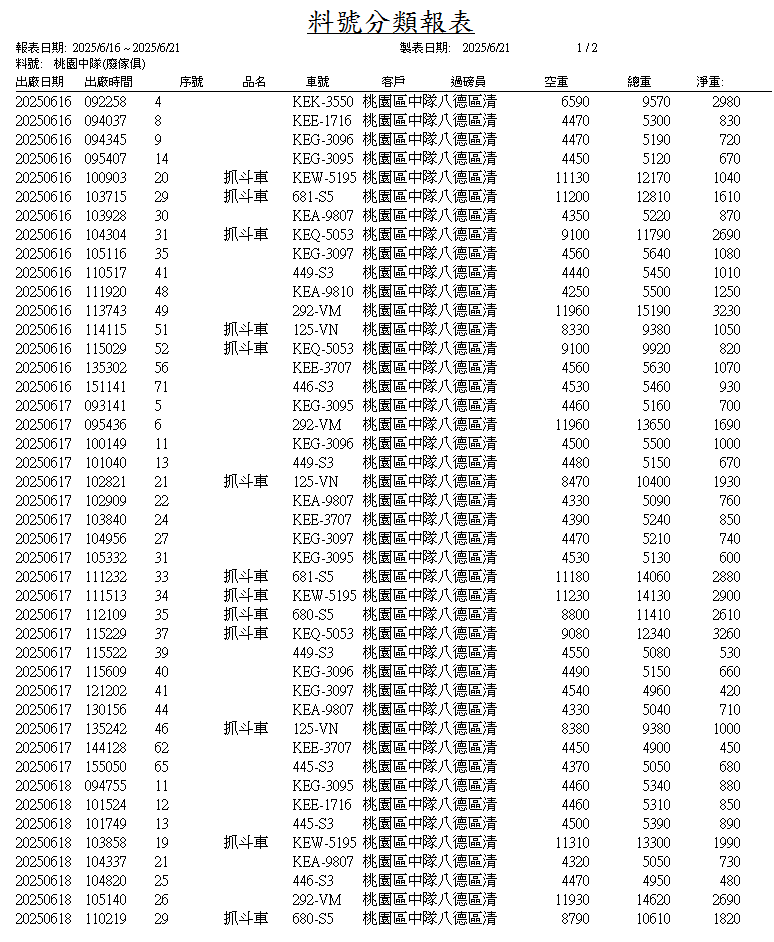 料號分類報表
報表日期: 2025/6/16 ~ 2025/6/21 製表日期: 2025/6/21 1 / 2
料號: 桃園中隊(廢傢俱)
出廠日期 出廠時間 序號 品名 車號 客戶 過磅員 空重 總重 淨重:
20250616 092258 4 KEK-3550 桃園區中隊八德區清 6590 9570 2980
20250616 094037 8 KEE-1716 桃園區中隊八德區清 4470 5300 830
20250616 094345 9 KEG-3096 桃園區中隊八德區清 4470 5190 720
20250616 095407 14 KEG-3095 桃園區中隊八德區清 4450 5120 670
20250616 100903 20 抓斗車 KEW-5195 桃園區中隊八德區清 11130 12170 1040
20250616 103715 29 抓斗車 681-S5 桃園區中隊八德區清 11200 12810 1610
20250616 103928 30 KEA-9807 桃園區中隊八德區清 4350 5220 870
20250616 104304 31 抓斗車 KEQ-5053 桃園區中隊八德區清 9100 11790 2690
20250616 105116 35 KEG-3097 桃園區中隊八德區清 4560 5640 1080
20250616 110517 41 449-S3 桃園區中隊八德區清 4440 5450 1010
20250616 111920 48 KEA-9810 桃園區中隊八德區清 4250 5500 1250
20250616 113743 49 292-VM 桃園區中隊八德區清 11960 15190 3230
20250616 114115 51 抓斗車 125-VN 桃園區中隊八德區清 8330 9380 1050
20250616 115029 52 抓斗車 KEQ-5053 桃園區中隊八德區清 9100 9920 820
20250616 135302 56 KEE-3707 桃園區中隊八德區清 4560 5630 1070
20250616 151141 71 446-S3 桃園區中隊八德區清 4530 5460 930
20250617 093141 5 KEG-3095 桃園區中隊八德區清 4460 5160 700
20250617 095436 6 292-VM 桃園區中隊八德區清 11960 13650 1690
20250617 100149 11 KEG-3096 桃園區中隊八德區清 4500 5500 1000
20250617 101040 13 449-S3 桃園區中隊八德區清 4480 5150 670
20250617 102821 21 抓斗車 125-VN 桃園區中隊八德區清 8470 10400 1930
20250617 102909 22 KEA-9807 桃園區中隊八德區清 4330 5090 760
20250617 103840 24 KEE-3707 桃園區中隊八德區清 4390 5240 850
20250617 104956 27 KEG-3097 桃園區中隊八德區清 4470 5210 740
20250617 105332 31 KEG-3095 桃園區中隊八德區清 4530 5130 600
20250617 111232 33 抓斗車 681-S5 桃園區中隊八德區清 11180 14060 2880
20250617 111513 34 抓斗車 KEW-5195 桃園區中隊八德區清 11230 14130 2900
20250617 112109 35 抓斗車 680-S5 桃園區中隊八德區清 8800 11410 2610
20250617 115229 37 抓斗車 KEQ-5053 桃園區中隊八德區清 9080 12340 3260
20250617 115522 39 449-S3 桃園區中隊八德區清 4550 5080 530
20250617 115609 40 KEG-3096 桃園區中隊八德區清 4490 5150 660
20250617 121202 41 KEG-3097 桃園區中隊八德區清 4540 4960 420
20250617 130156 44 KEA-9807 桃園區中隊八德區清 4330 5040 710
20250617 135242 46 抓斗車 125-VN 桃園區中隊八德區清 8380 9380 1000
20250617 144128 62 KEE-3707 桃園區中隊八德區清 4450 4900 450
20250617 155050 65 445-S3 桃園區中隊八德區清 4370 5050 680
20250618 094755 11 KEG-3095 桃園區中隊八德區清 4460 5340 880
20250618 101524 12 KEE-1716 桃園區中隊八德區清 4460 5310 850
20250618 101749 13 445-S3 桃園區中隊八德區清 4500 5390 890
20250618 103858 19 抓斗車 KEW-5195 桃園區中隊八德區清 11310 13300 1990
20250618 104337 21 KEA-9807 桃園區中隊八德區清 4320 5050 730
20250618 104820 25 446-S3 桃園區中隊八德區清 4470 4950 480
20250618 105140 26 292-VM 桃園區中隊八德區清 11930 14620 2690
20250618 110219 29 抓斗車 680-S5 桃園區中隊八德區清 8790 10610 1820